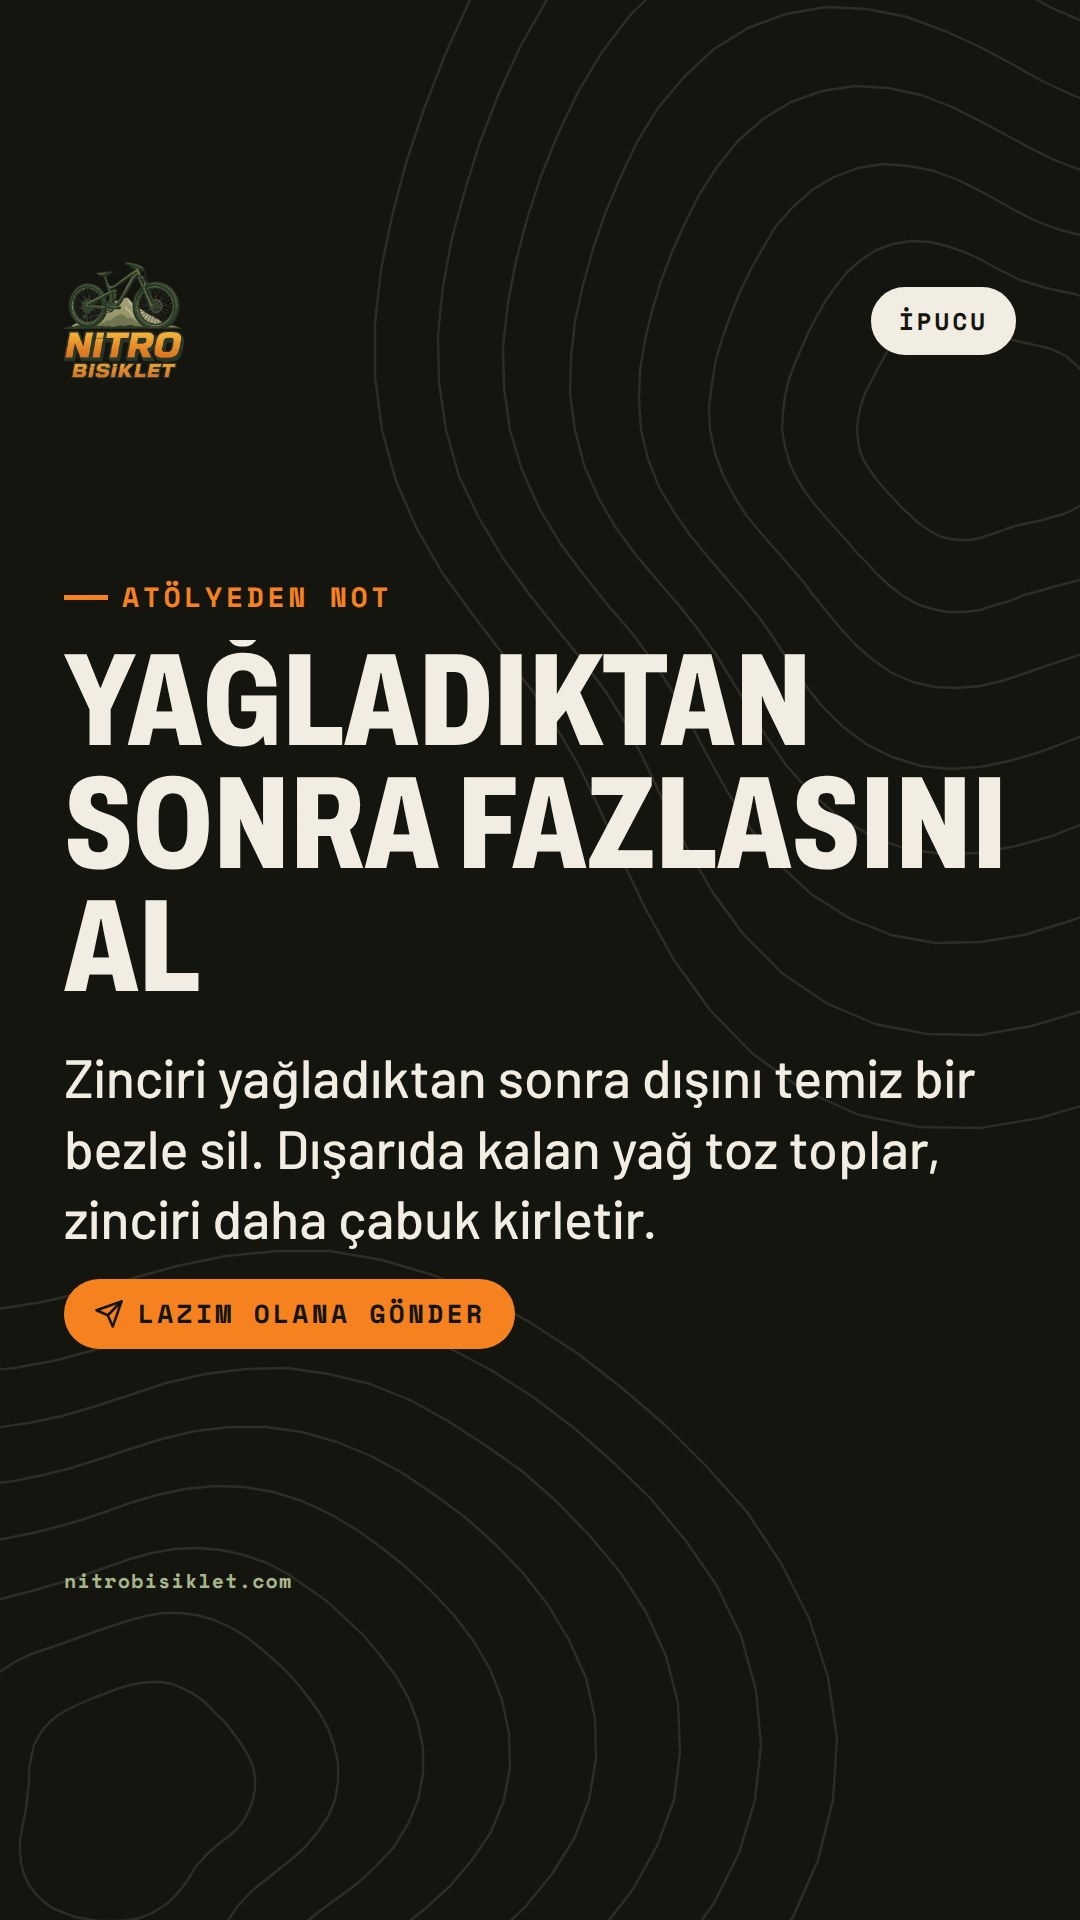 NiTRO
BiSiKLET
İPUCU
ATÖLYEDEN NOT
YAĞLADIKTAN
SONRA FAZLASINI
AL
Zinciri yağladıktan sonra dışını temiz bir
bezle sil. Dışarıda kalan yağ toz toplar,
zinciri daha çabuk kirletir.
LAZIM OLANA GÖNDER
nitrobisiklet.com